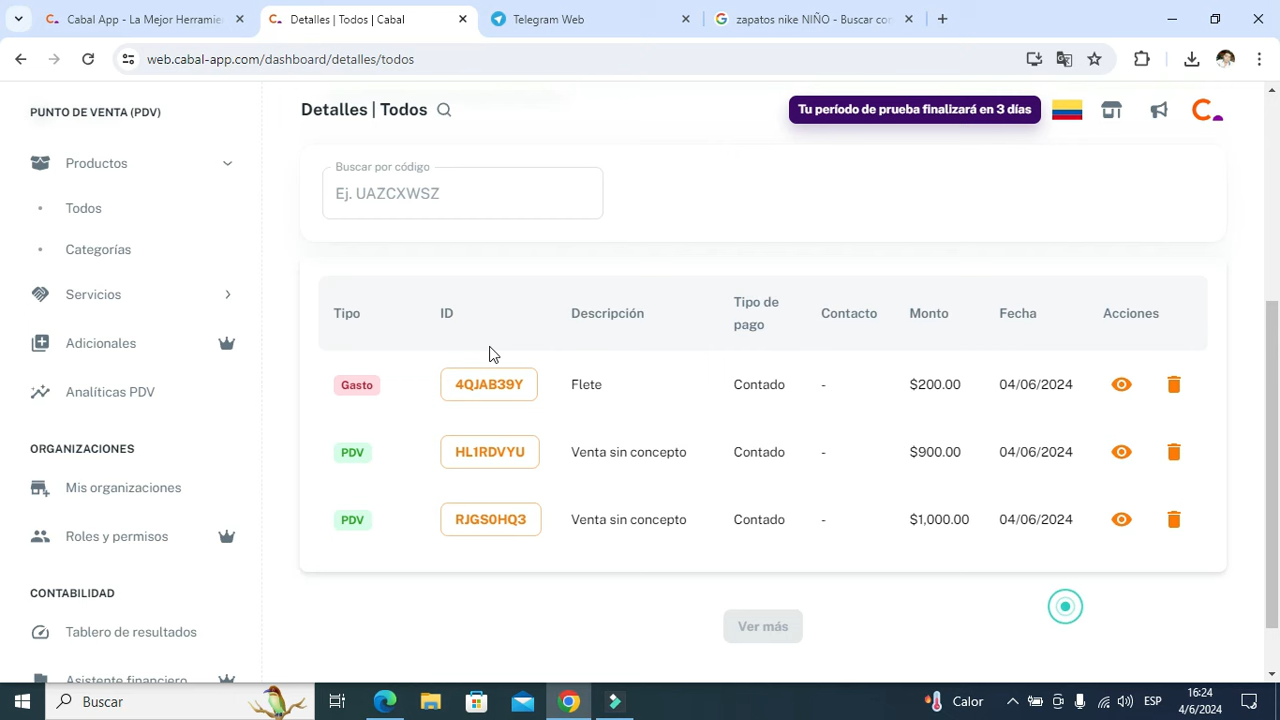 Cabal App - La Mejor Herramie
Detalles | Todos | Cabal
Telegram Web
zapatos nike NIÑO - Buscar con
web.cabal-app.com/dashboard/detalles/todos
PUNTO DE VENTA (PDV)
Productos
Todos
Categorías
Servicios
Adicionales
Analíticas PDV
ORGANIZACIONES
Mis organizaciones
Roles y permisos
CONTABILIDAD
Tablero de resultados
Asistente financiero
Detalles | Todos
Tu período de prueba finalizará en 3 días
Buscar por código
Ej. UAZCXWSZ
Tipo ID Descripción Tipo de pago Contacto Monto Fecha Acciones
Gasto 4QJAB39Y Flete Contado - $200.00 04/06/2024
PDV HL1RDVYU Venta sin concepto Contado - $900.00 04/06/2024
PDV RJGS0HQ3 Venta sin concepto Contado - $1,000.00 04/06/2024
Ver más
Buscar
Calor
ESP
16:24
4/6/2024